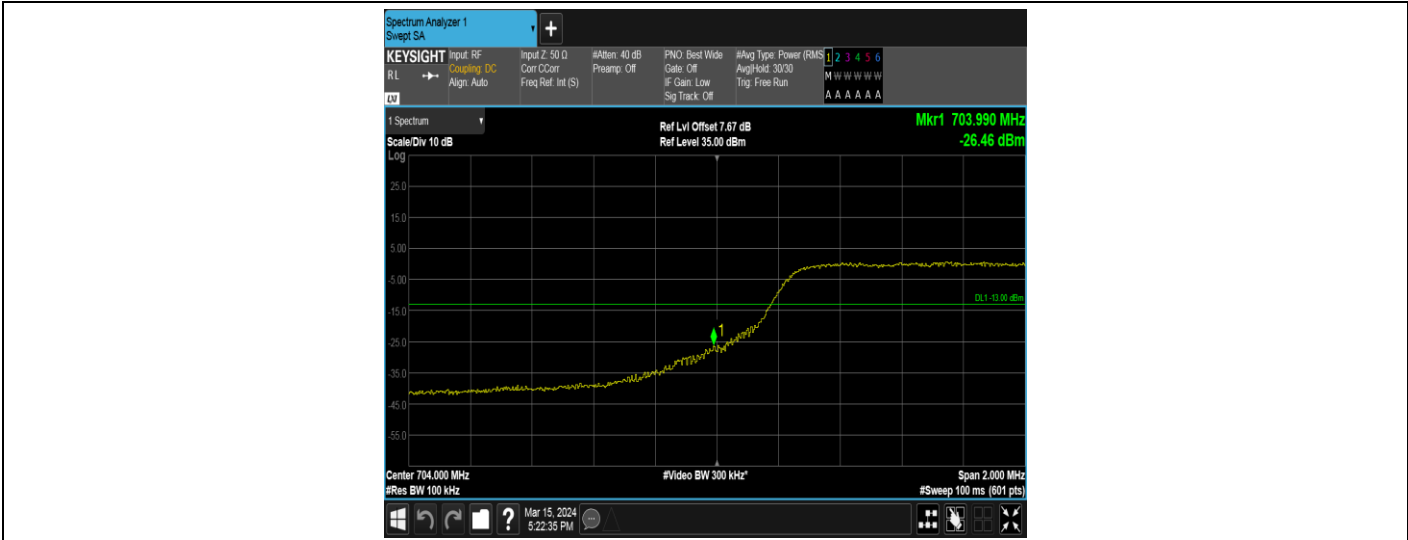 Spectrum Analyzer 1
Swept SA
+
KEYSIGHT
RL
LXI
Input: RF
Coupling: DC
Align: Auto
Input Z: 50 Ω
Corr CCorr
Freq Ref: Int (S)
#Atten: 40 dB
Preamp: Off
PNO: Best Wide
Gate: Off
IF Gain: Low
Sig Track: Off
#Avg Type: Power (RMS
Avg|Hold: 30/30
Trig: Free Run
1 2 3 4 5 6
M W W W W W
A A A A A A
1 Spectrum
Scale/Div 10 dB
Ref Lvl Offset 7.67 dB
Ref Level 35.00 dBm
Mkr1 703.990 MHz
-26.46 dBm
Log
25.0
15.0
5.00
-5.00
DL1 -13.00 dBm
-15.0
1
-25.0
-35.0
-45.0
-55.0
Center 704.000 MHz
#Video BW 300 kHz*
Span 2.000 MHz
#Res BW 100 kHz
#Sweep 100 ms (601 pts)
?
Mar 15, 2024
5:22:35 PM